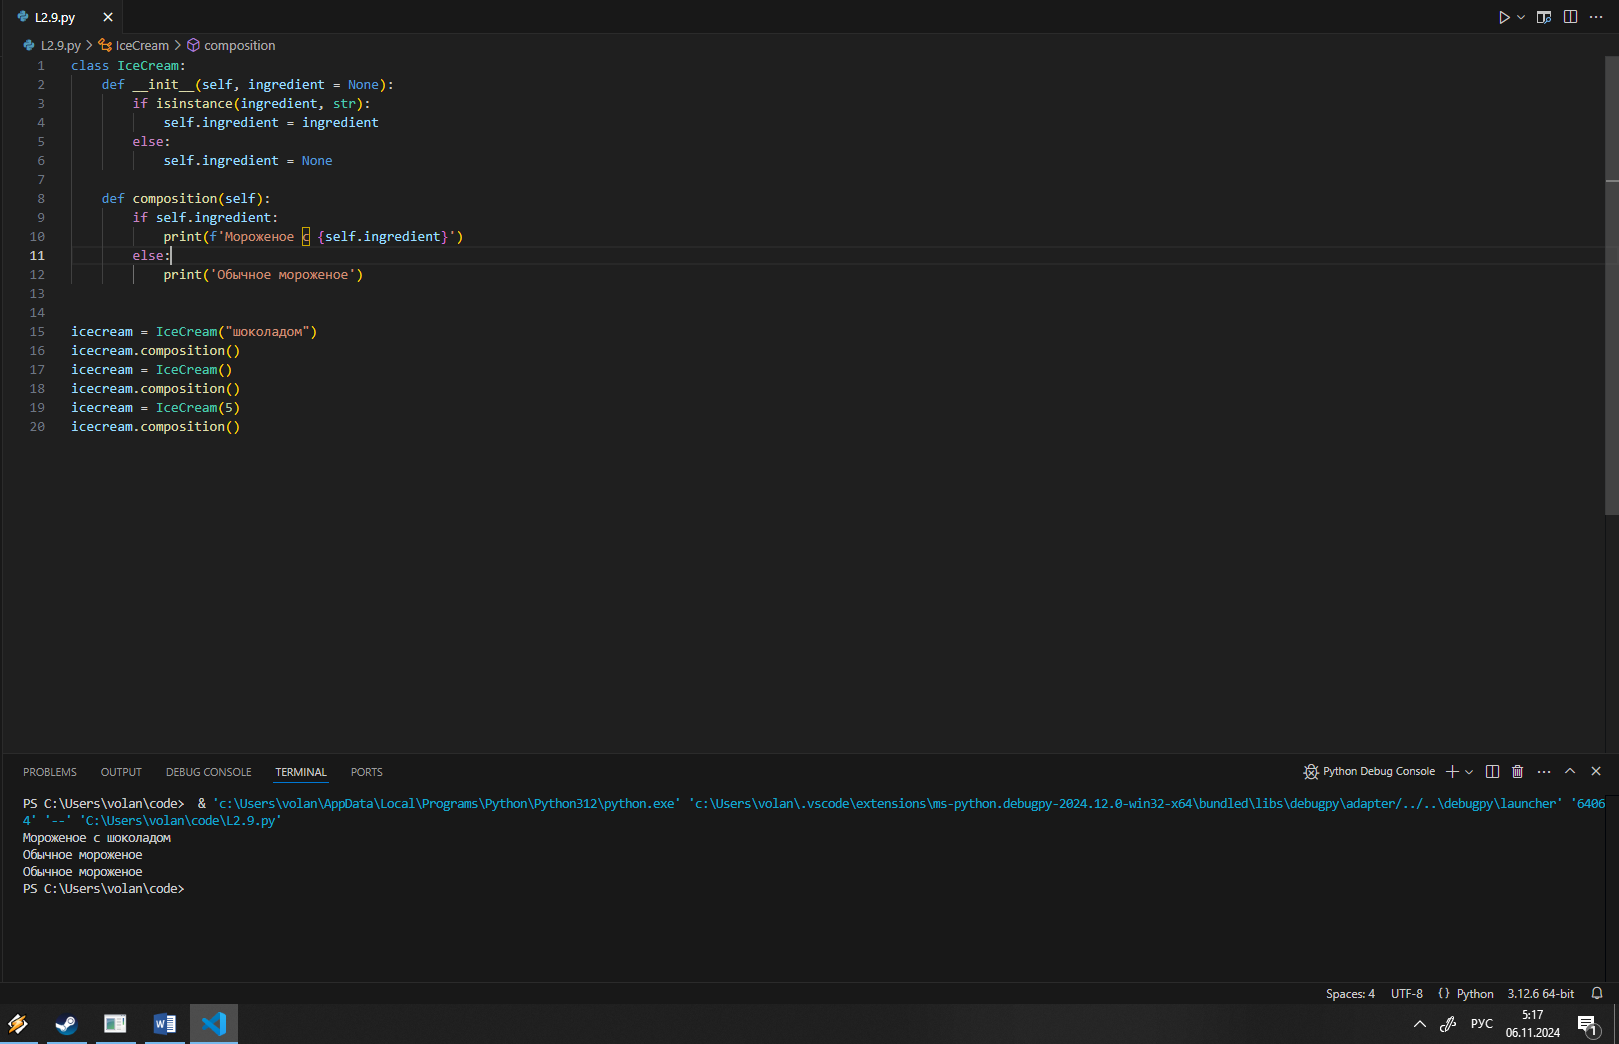 L2.9.py
L2.9.py > IceCream > composition
1 class IceCream:
2     def __init__(self, ingredient = None):
3         if isinstance(ingredient, str):
4             self.ingredient = ingredient
5         else:
6             self.ingredient = None
7
8     def composition(self):
9         if self.ingredient:
10             print(f'Мороженое с {self.ingredient}')
11         else:
12             print('Обычное мороженое')
13
14
15 icecream = IceCream("шоколадом")
16 icecream.composition()
17 icecream = IceCream()
18 icecream.composition()
19 icecream = IceCream(5)
20 icecream.composition()
PROBLEMS OUTPUT DEBUG CONSOLE TERMINAL PORTS Python Debug Console
PS C:\Users\volan\code>  & 'c:\Users\volan\AppData\Local\Programs\Python\Python312\python.exe' 'c:\Users\volan\.vscode\extensions\ms-python.debugpy-2024.12.0-win32-x64\bundled\libs\debugpy\adapter/../..\debugpy\launcher' '6406
4' '--' 'C:\Users\volan\code\L2.9.py'
Мороженое с шоколадом
Обычное мороженое
Обычное мороженое
PS C:\Users\volan\code>
Spaces: 4 UTF-8 {} Python 3.12.6 64-bit
РУС 5:17
06.11.2024 1